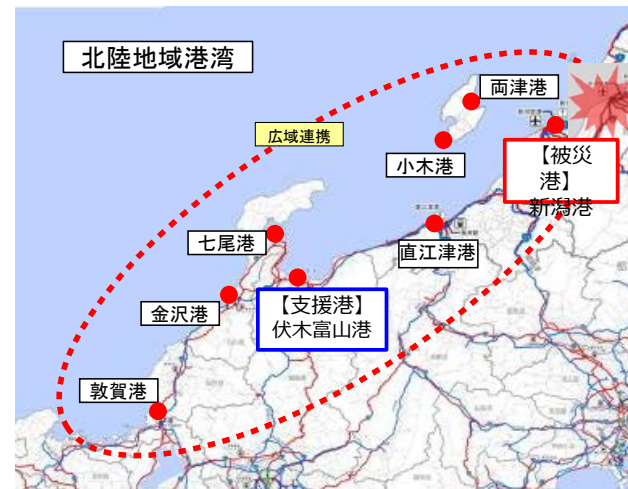 北陸地域港湾
両津港
広域連携
小木港
【被災
港】
新潟港
七尾港
直江津港
金沢港
【支援港】
伏木富山港
敦賀港